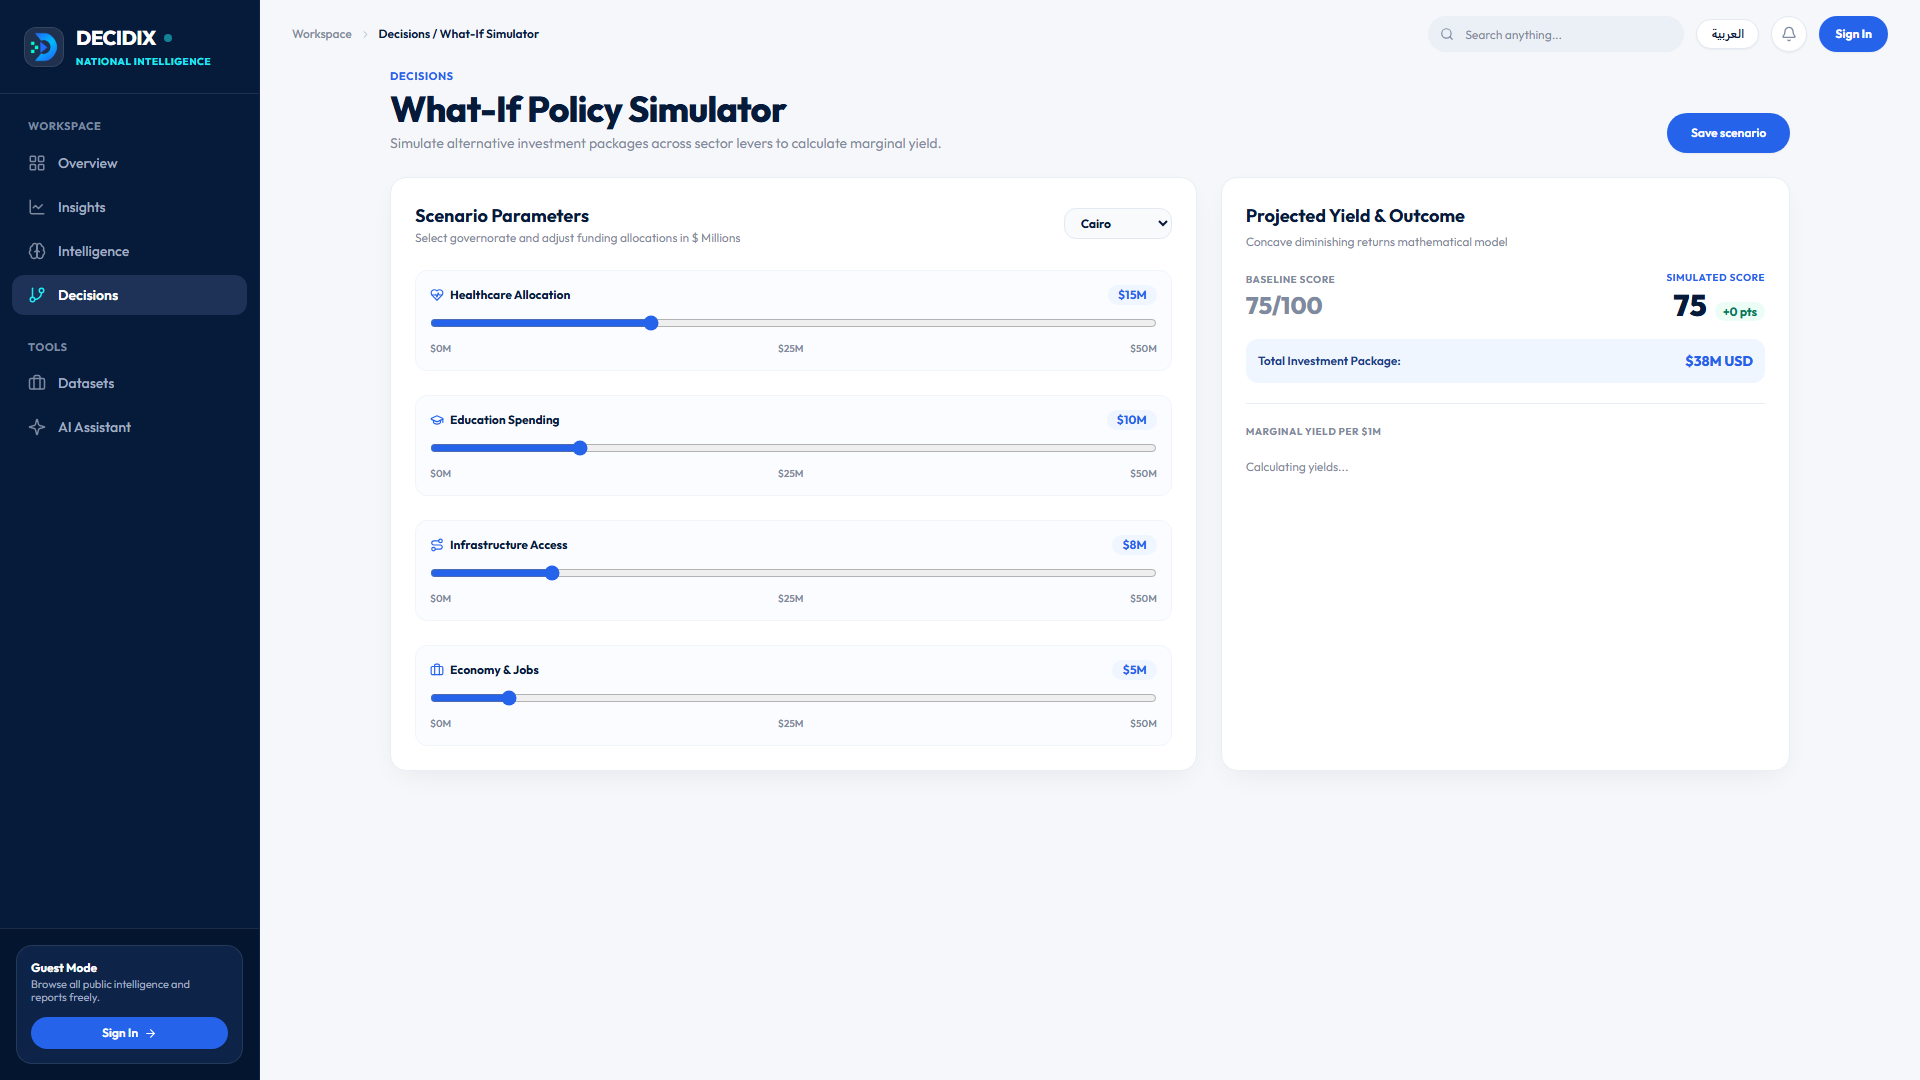 DECIDIX
NATIONAL INTELLIGENCE
WORKSPACE
Overview
Insights
Intelligence
Decisions
TOOLS
Datasets
AI Assistant
Guest Mode
Browse all public intelligence and
reports freely.
Sign In
Workspace
Decisions / What-If Simulator
Search anything...
العربية
Sign In
DECISIONS
What-If Policy Simulator
Simulate alternative investment packages across sector levers to calculate marginal yield.
Save scenario
Scenario Parameters
Select governorate and adjust funding allocations in $ Millions
Cairo
Healthcare Allocation
$15M
$0M $25M $50M
Education Spending
$10M
$0M $25M $50M
Infrastructure Access
$8M
$0M $25M $50M
Economy & Jobs
$5M
$0M $25M $50M
Projected Yield & Outcome
Concave diminishing returns mathematical model
BASELINE SCORE
75/100
SIMULATED SCORE
75 +0 pts
Total Investment Package: $38M USD
MARGINAL YIELD PER $1M
Calculating yields...